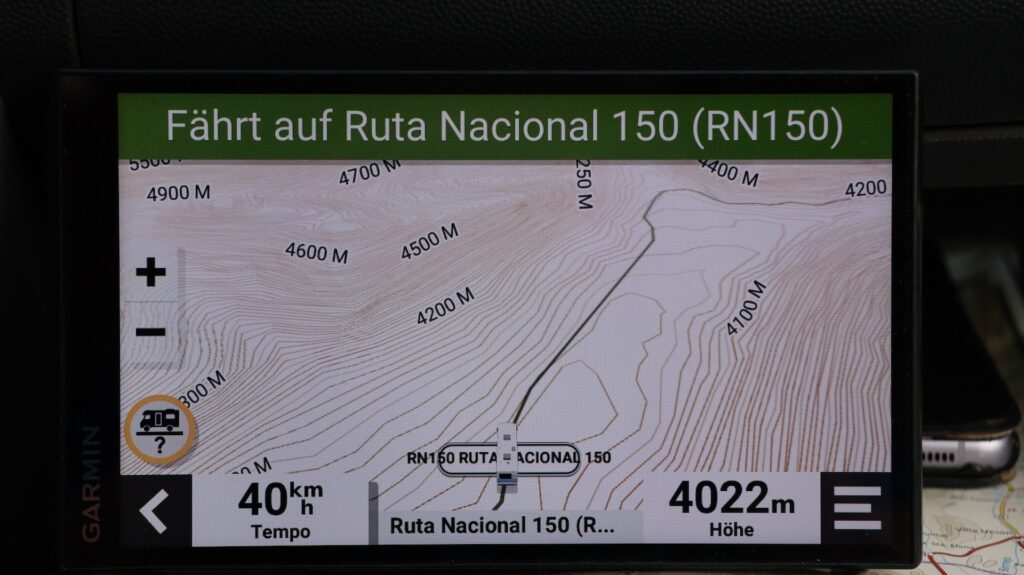 Fährt auf Ruta Nacional 150 (RN150)
4900 M
4700 M
250 M
4400 M
4200
4600 M
4500 M
4200 M
4100 M
+
−
300 M
?
RN150 RUTA NACIONAL 150
GARMIN
40 km/h
Tempo
Ruta Nacional 150 (R...
4022m
Höhe